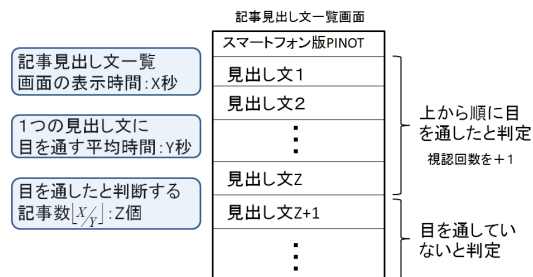 記事見出し文一覧画面
スマートフォン版PINOT
記事見出し文一覧
画面の表示時間:X秒
1つの見出し文に
目を通す平均時間:Y秒
目を通したと判断する
記事数⌊X/Y⌋:Z個
見出し文1
見出し文2
⋮
見出し文Z
見出し文Z+1
⋮
上から順に目
を通したと判定
視認回数を+1
目を通してい
ないと判定